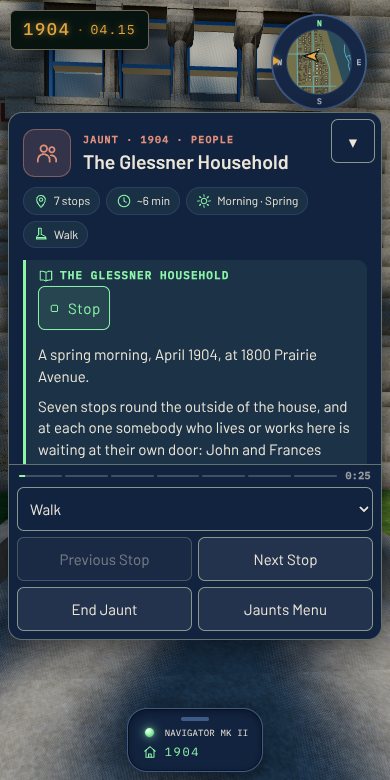 1904 · 04.15
N
E
S
JAUNT · 1904 · PEOPLE
The Glessner Household
7 stops
~6 min
Morning · Spring
Walk
THE GLESSNER HOUSEHOLD
Stop
A spring morning, April 1904, at 1800 Prairie
Avenue.
Seven stops round the outside of the house, and
at each one somebody who lives or works here is
waiting at their own door: John and Frances
0:25
Walk
Previous Stop
Next Stop
End Jaunt
Jaunts Menu
NAVIGATOR MK II
1904